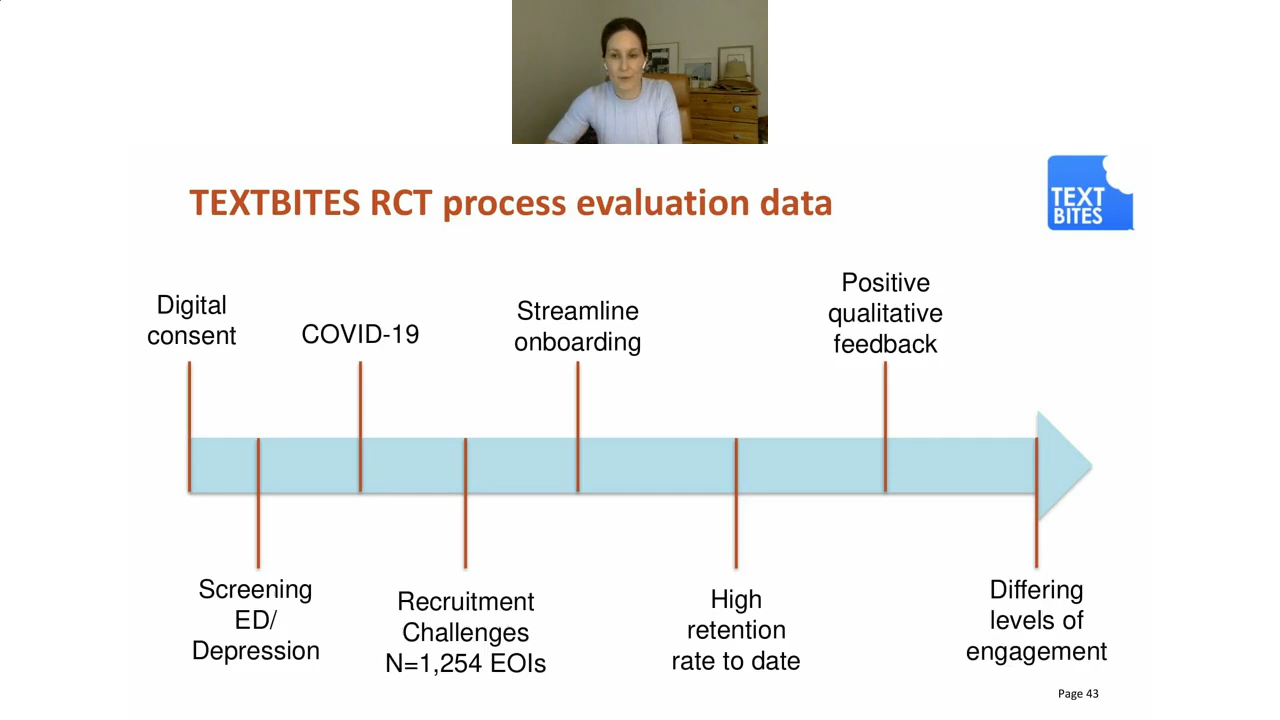 TEXTBITES RCT process evaluation data
TEXT
BITES
Digital
consent
COVID-19
Streamline
onboarding
Positive
qualitative
feedback
Screening
ED/
Depression
Recruitment
Challenges
N=1,254 EOIs
High
retention
rate to date
Differing
levels of
engagement
Page 43